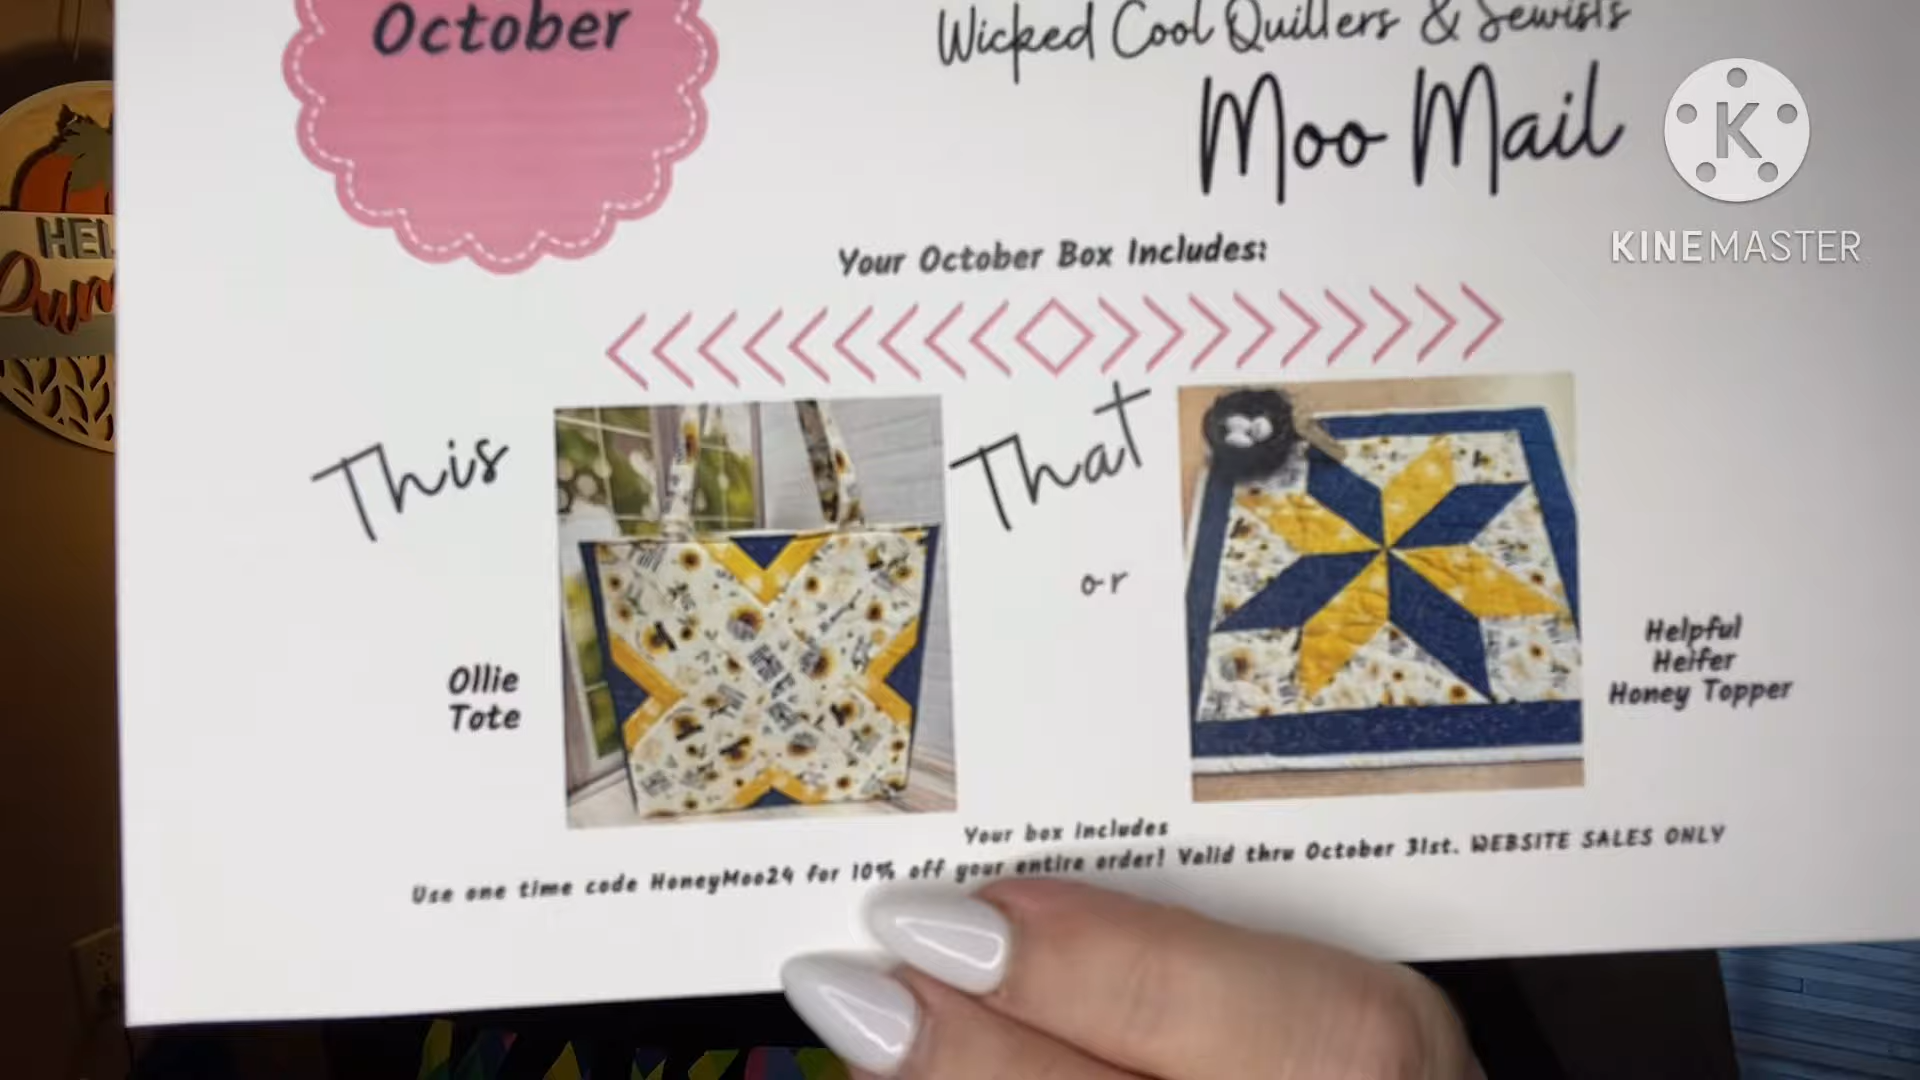 October
Wicked Cool Quilters & Sewists
Moo Mail
K
KINEMASTER
HEL
Your October Box Includes:
This
That
or
Ollie
Tote
Helpful
Heifer
Honey Topper
Your box includes
Use one time code HoneyMoo24 for 10% off your entire order! Valid thru October 31st. WEBSITE SALES ONLY